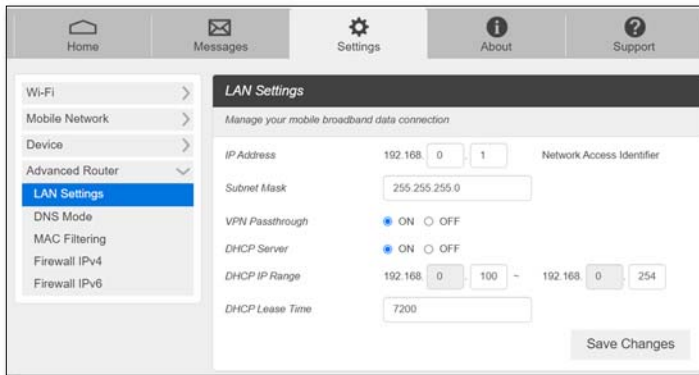 Home Messages Settings About Support
Wi-Fi
Mobile Network
Device
Advanced Router
LAN Settings
DNS Mode
MAC Filtering
Firewall IPv4
Firewall IPv6
LAN Settings
Manage your mobile broadband data connection
IP Address 192.168. 0 . 1 Network Access Identifier
Subnet Mask 255.255.255.0
VPN Passthrough ON OFF
DHCP Server ON OFF
DHCP IP Range 192.168. 0 . 100 ~ 192.168. 0 . 254
DHCP Lease Time 7200
Save Changes